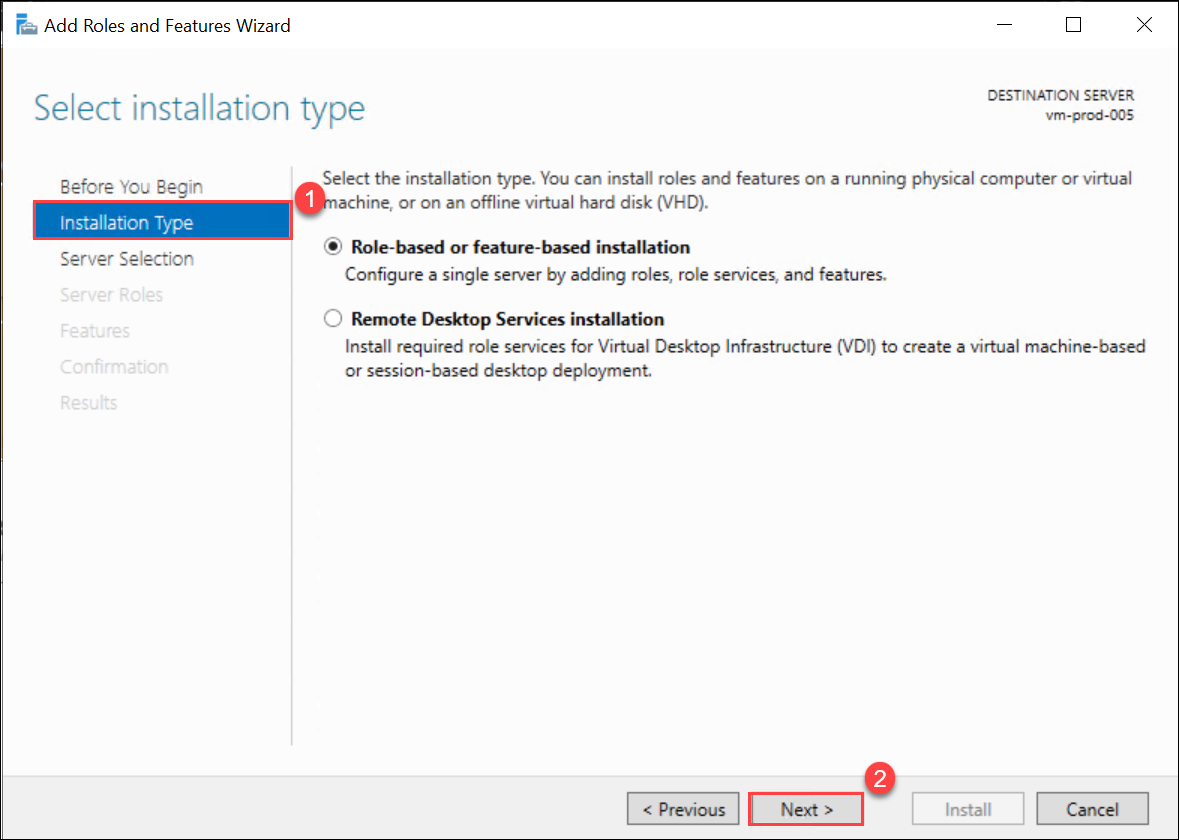 Add Roles and Features Wizard
Select installation type
DESTINATION SERVER
vm-prod-005
Before You Begin
Installation Type
Server Selection
Server Roles
Features
Confirmation
Results
1
Select the installation type. You can install roles and features on a running physical computer or virtual
machine, or on an offline virtual hard disk (VHD).
Role-based or feature-based installation
Configure a single server by adding roles, role services, and features.
Remote Desktop Services installation
Install required role services for Virtual Desktop Infrastructure (VDI) to create a virtual machine-based
or session-based desktop deployment.
2
< Previous
Next >
Install
Cancel